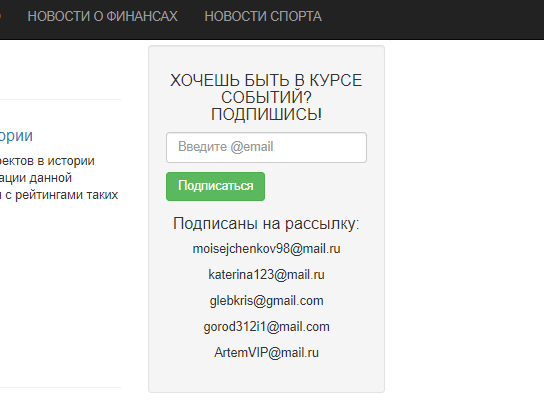 НОВОСТИ О ФИНАНСАХ НОВОСТИ СПОРТА
ХОЧЕШЬ БЫТЬ В КУРСЕ
СОБЫТИЙ?
ПОДПИШИСЬ!
Введите @email
Подписаться
Подписаны на рассылку:
moisejchenkov98@mail.ru
katerina123@mail.ru
glebkris@gmail.com
gorod312i1@gmail.com
ArtemVIP@mail.ru
ории
ектов в истории
ации данной
с рейтингами таких